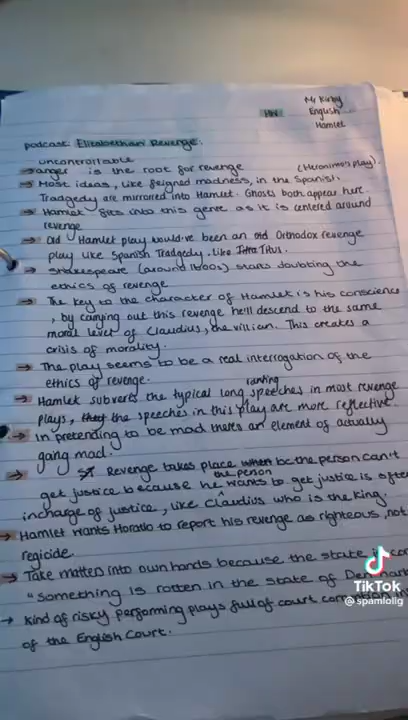 Mr Kirby
English
Hamlet
HW
podcast: Elizabethan Revenge.
uncontrollable
→ anger is the root for revenge (Heronimo's play).
→ Most ideas, like feigned madness, in the Spanish
Tradgedy are mirrored into Hamlet. Ghosts both appear here
→ Hamlet fits into this genre as it is centered around
revenge
→ Old Hamlet play would've been an old Orthodox revenge
play like Spanish Tradgedy. Like Titus.
→ Shakespeare (around 1600s) starts doubting the
ethics of revenge
→ The key to the character of Hamlet is his conscience
, by carrying out this revenge he'll descend to the same
moral level of Claudius, the villian. This creates a
crisis of morality.
→ The play seems to be a real interrogation of the
ethics of revenge.
ranting
→ Hamlet subverts the typical long speeches in most revenge
plays, they the speeches in this play are more reflective.
→ In pretending to be mad theres an element of actually
going mad.
→ Revenge takes place when bc the person can't
the person
get justice because he wants to get justice is often
incharge of justice, like Claudius who is the king.
→ Hamlet wants Horatio to report his revenge as righteous, not
regicide.
→ Take matters into own hands because the state is
"Something is rotten in the state of Denmark
→ Kind of risky performing plays full of court
of the English Court.
TikTok
@spamlolig